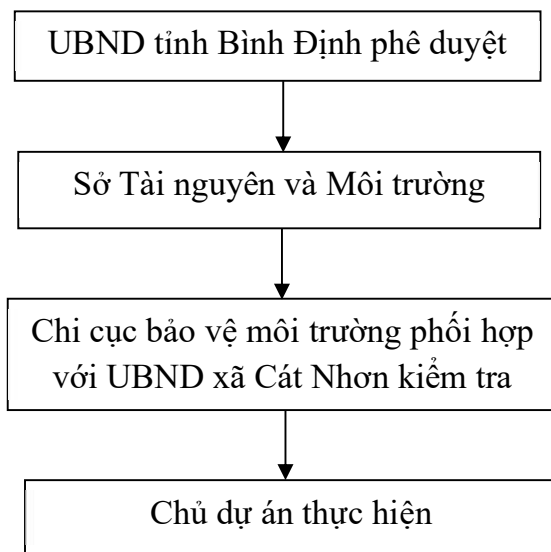 UBND tỉnh Bình Định phê duyệt
Sở Tài nguyên và Môi trường
Chi cục bảo vệ môi trường phối hợp
với UBND xã Cát Nhơn kiểm tra
Chủ dự án thực hiện